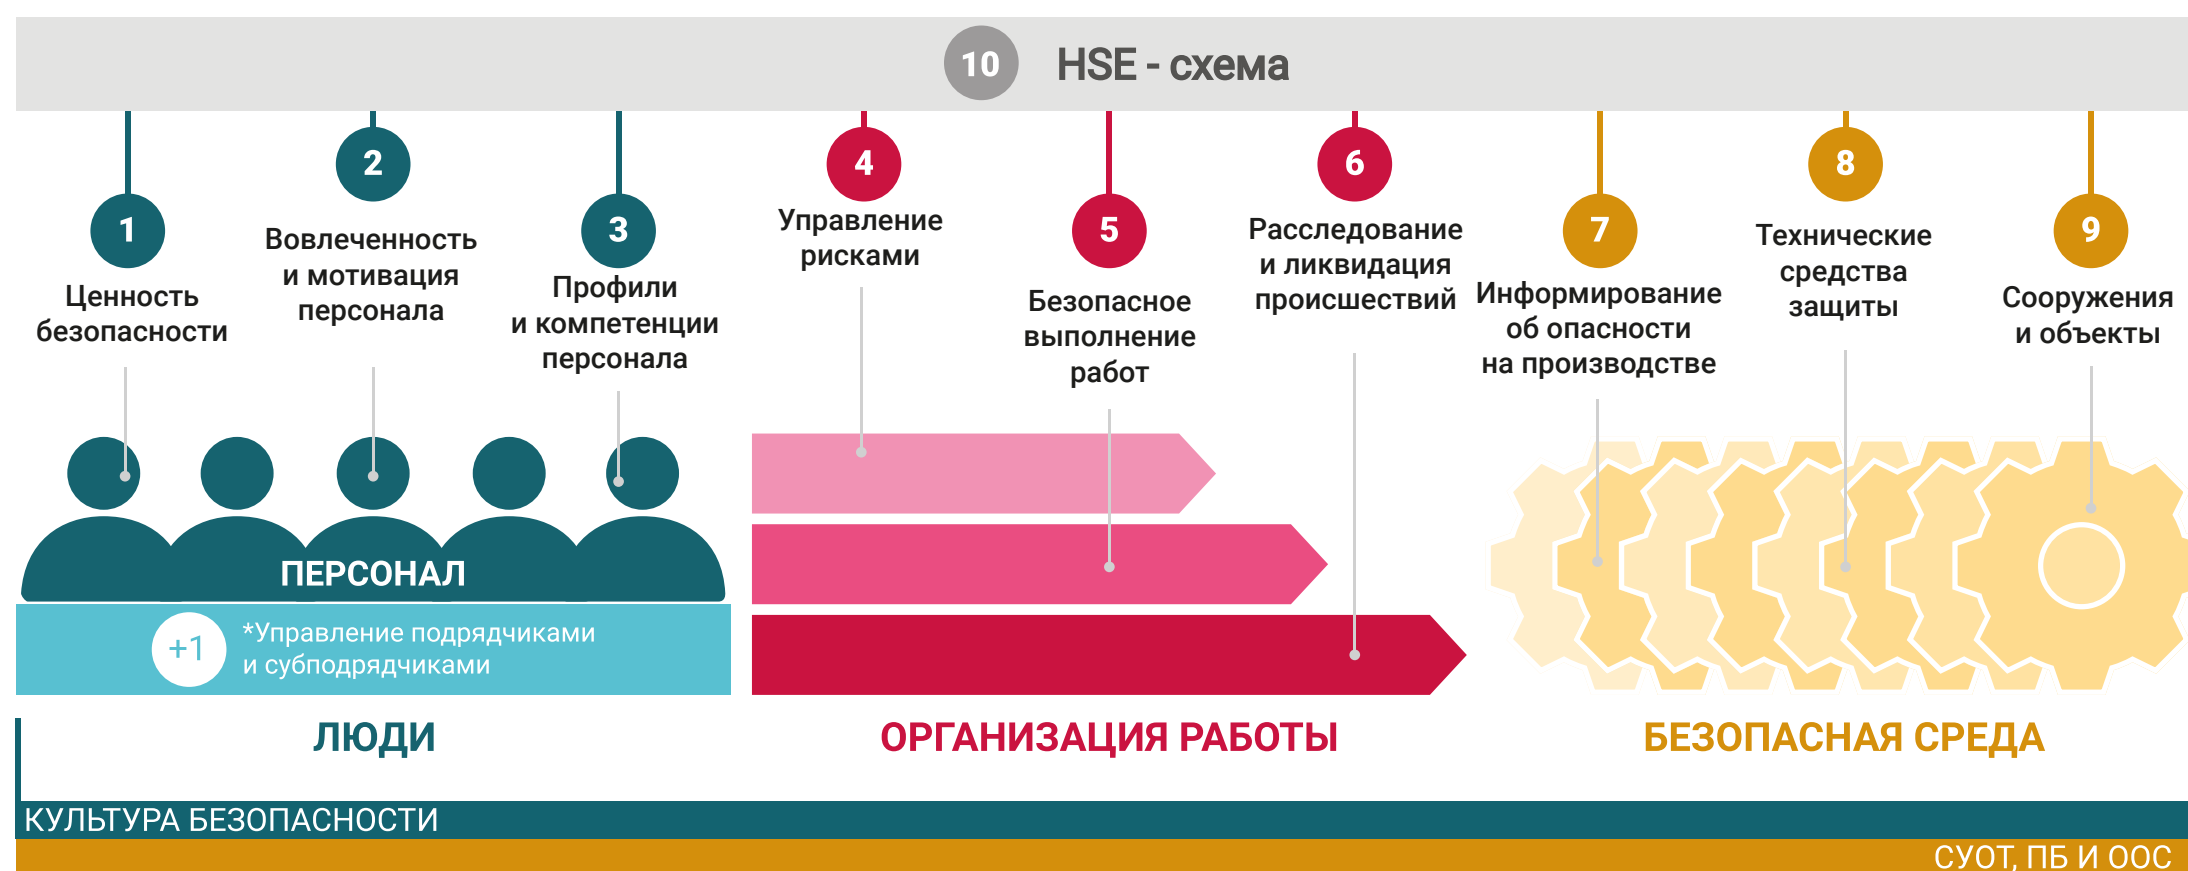 10 HSE - схема
1
Ценность
безопасности
2
Вовлеченность
и мотивация
персонала
3
Профили
и компетенции
персонала
4
Управление
рисками
5
Безопасное
выполнение
работ
6
Расследование
и ликвидация
происшествий
7
Информирование
об опасности
на производстве
8
Технические
средства
защиты
9
Сооружения
и объекты
ПЕРСОНАЛ
+1
*Управление подрядчиками
и субподрядчиками
ЛЮДИ
ОРГАНИЗАЦИЯ РАБОТЫ
БЕЗОПАСНАЯ СРЕДА
КУЛЬТУРА БЕЗОПАСНОСТИ
СУОТ, ПБ И ООС